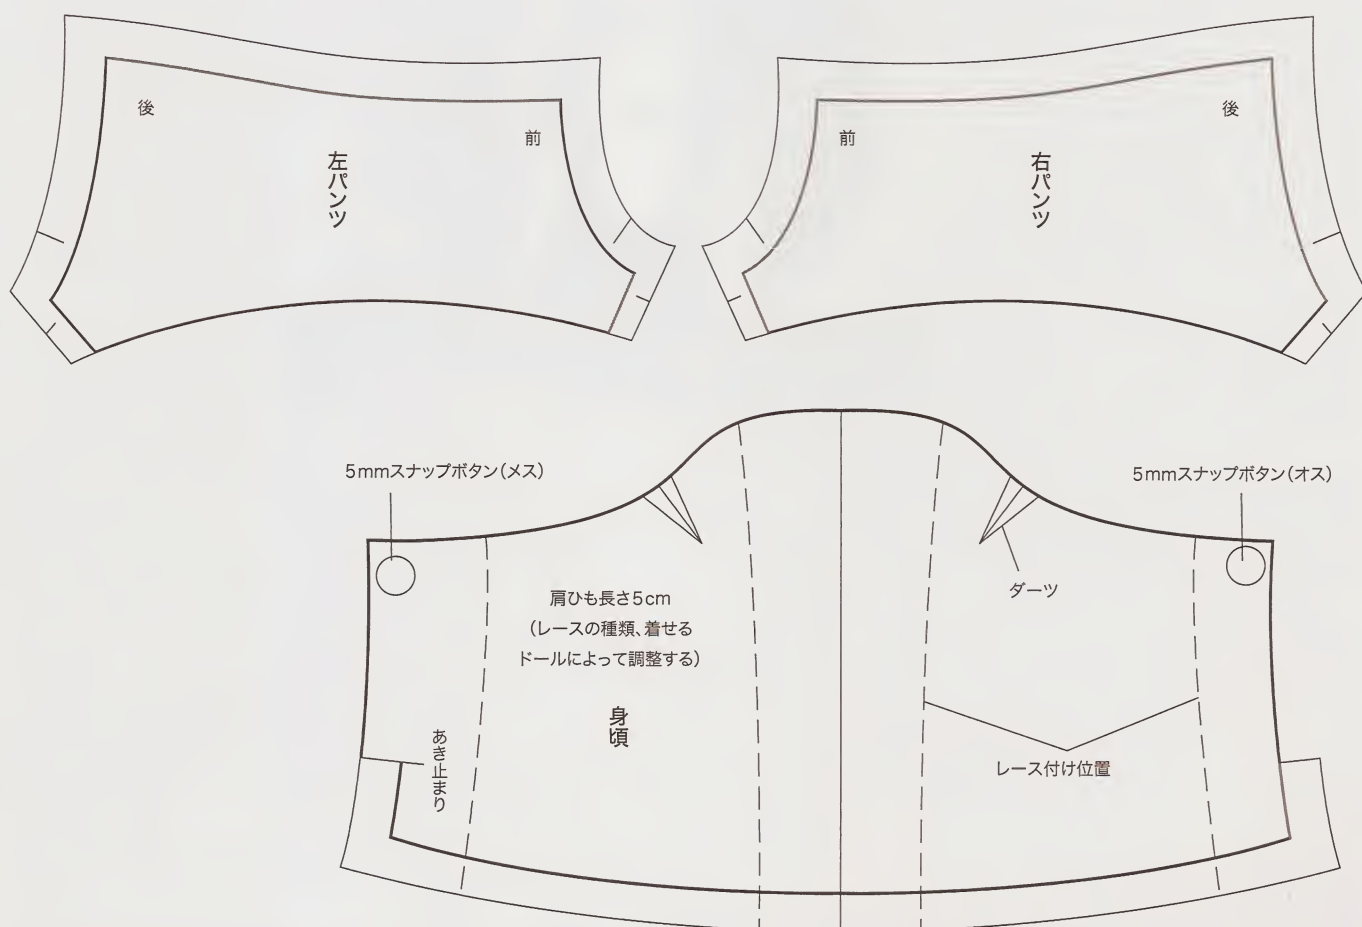 後
前
左パンツ
前
後
右パンツ
5mmスナップボタン(メス)
5mmスナップボタン(オス)
ダーツ
肩ひも長さ5cm
(レースの種類、着せる
ドールによって調整する)
身頃
あき止まり
レース付け位置